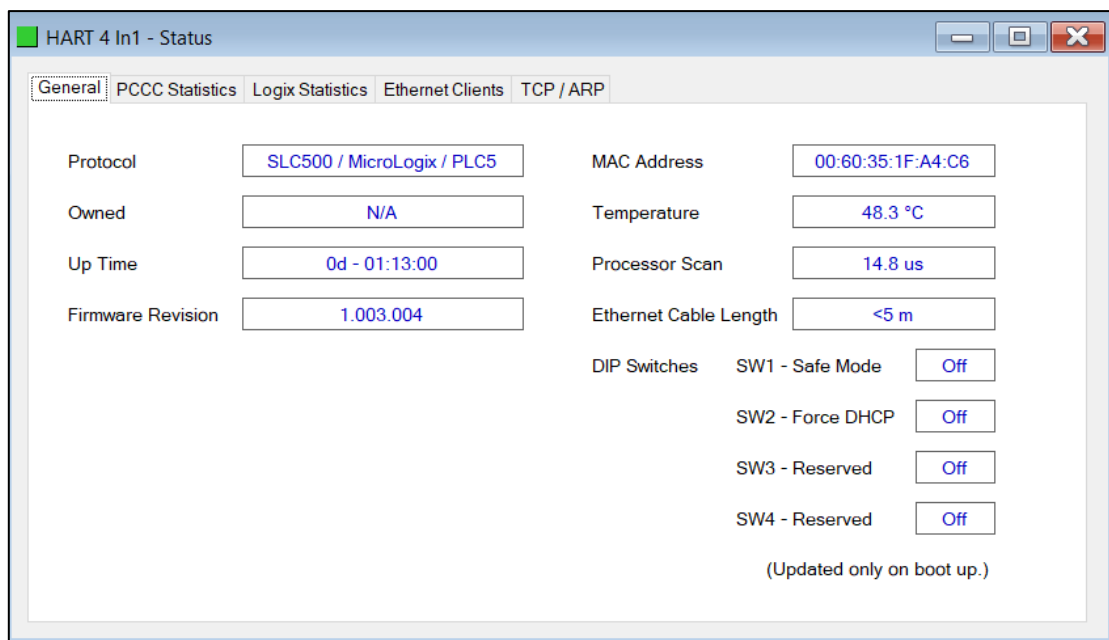 HART 4 In1 - Status
General PCCC Statistics Logix Statistics Ethernet Clients TCP / ARP
Protocol SLC500 / MicroLogix / PLC5 MAC Address 00:60:35:1F:A4:C6
Owned N/A Temperature 48.3 °C
Up Time 0d - 01:13:00 Processor Scan 14.8 us
Firmware Revision 1.003.004 Ethernet Cable Length <5 m
DIP Switches SW1 - Safe Mode Off
SW2 - Force DHCP Off
SW3 - Reserved Off
SW4 - Reserved Off
(Updated only on boot up.)